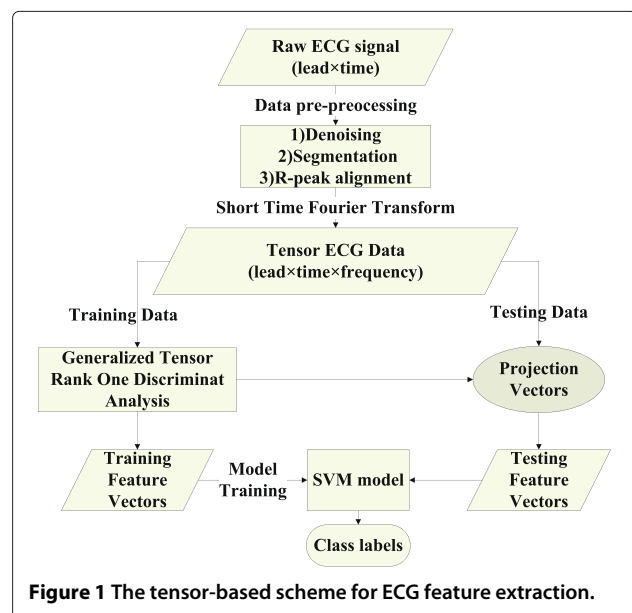 Raw ECG signal
(lead×time)
Data pre-preocessing
1)Denoising
2)Segmentation
3)R-peak alignment
Short Time Fourier Transform
Tensor ECG Data
(lead×time×frequency)
Training Data
Testing Data
Generalized Tensor
Rank One Discriminat
Analysis
Projection
Vectors
Training
Feature
Vectors
Model
Training
SVM model
Testing
Feature
Vectors
Class labels
Figure 1 The tensor-based scheme for ECG feature extraction.